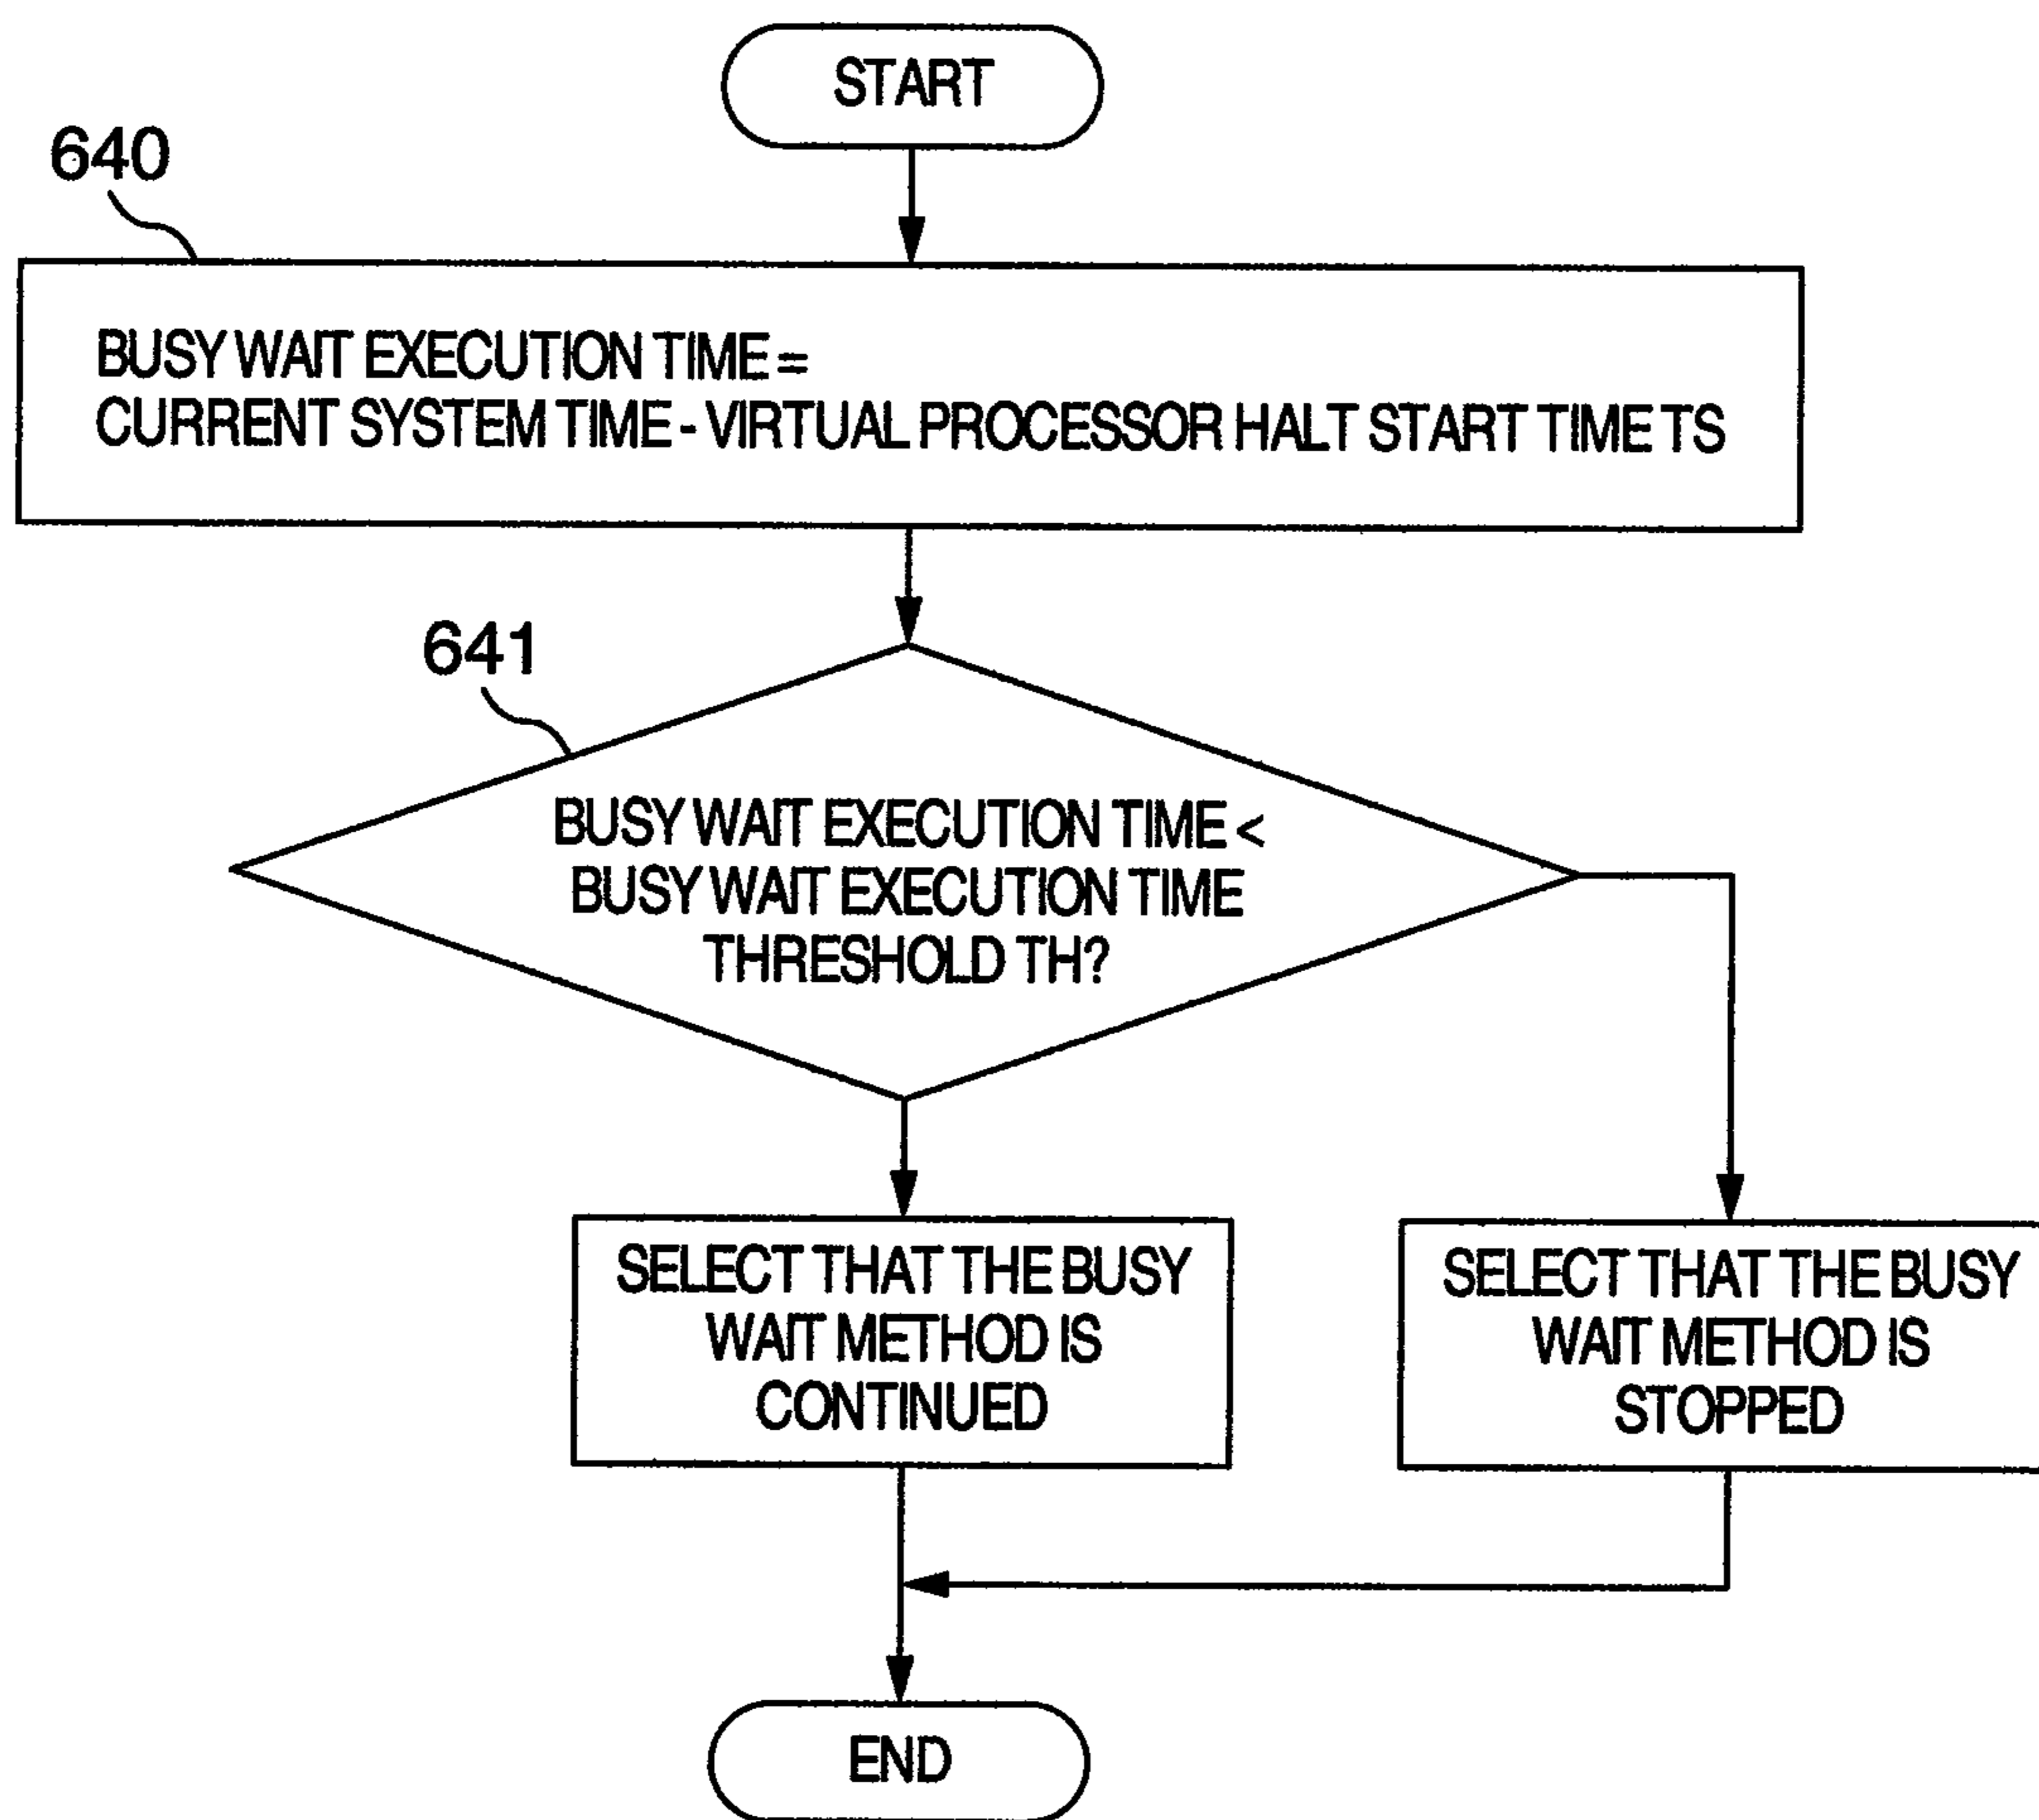 START
640
BUSY WAIT EXECUTION TIME =
CURRENT SYSTEM TIME - VIRTUAL PROCESSOR HALT START TIME TS
641
BUSY WAIT EXECUTION TIME <
BUSY WAIT EXECUTION TIME
THRESHOLD TH?
SELECT THAT THE BUSY
WAIT METHOD IS
CONTINUED
SELECT THAT THE BUSY
WAIT METHOD IS
STOPPED
END